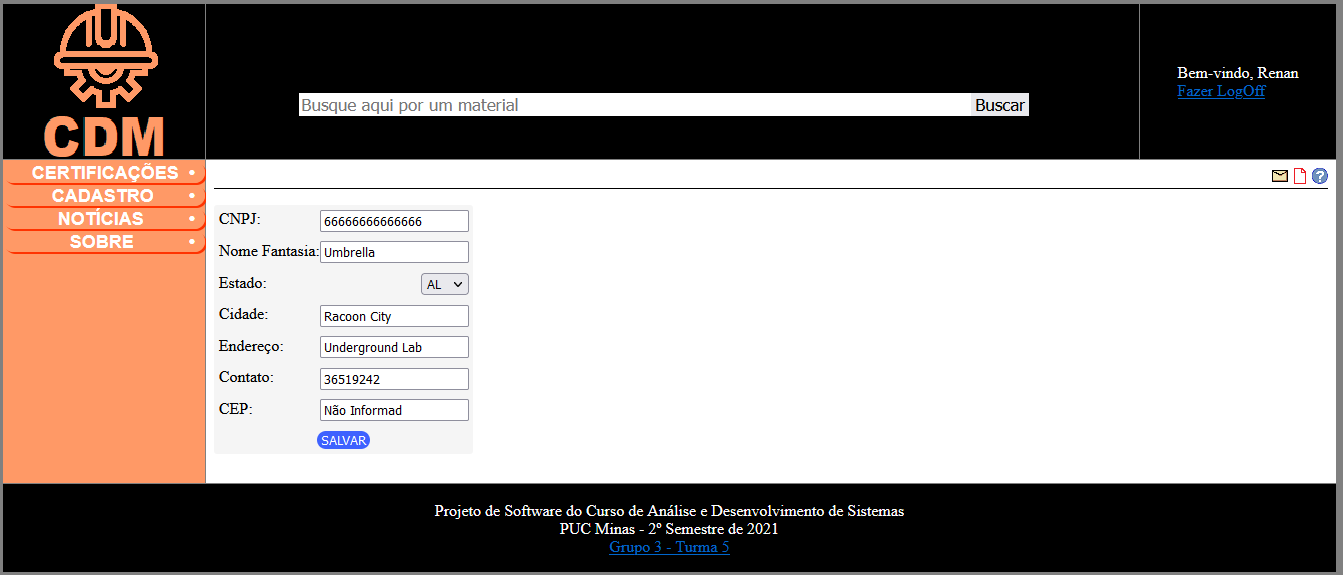 CDM
Busque aqui por um material
Buscar
Bem-vindo, Renan
Fazer LogOff
CERTIFICAÇÕES •
CADASTRO •
NOTÍCIAS •
SOBRE •
?
CNPJ: 66666666666666
Nome Fantasia: Umbrella
Estado: AL
Cidade: Racoon City
Endereço: Underground Lab
Contato: 36519242
CEP: Não Informad
SALVAR
Projeto de Software do Curso de Análise e Desenvolvimento de Sistemas
PUC Minas - 2º Semestre de 2021
Grupo 3 - Turma 5